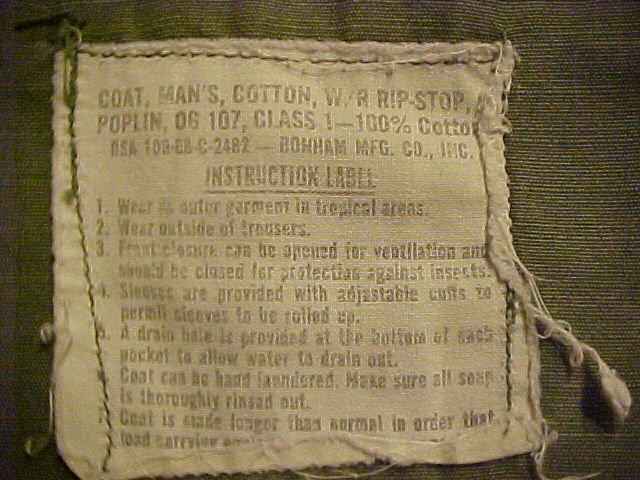 COAT, MAN'S, COTTON, W/R RIP-STOP,
POPLIN, OG 107, CLASS 1—100% Cotton
DSA 100-68-C-2482 — BONHAM MFG. CO., INC.
INSTRUCTION LABEL
1. Wear as outer garment in tropical areas.
2. Wear outside of trousers.
3. Front closure can be opened for ventilation and
should be closed for protection against insects.
4. Sleeves are provided with adjustable cuffs to
permit sleeves to be rolled up.
5. A drain hole is provided at the bottom of each
pocket to allow water to drain out.
Coat can be hand laundered. Make sure all soap
is thoroughly rinsed out.
7. Coat is made longer than normal in order that
load carrying